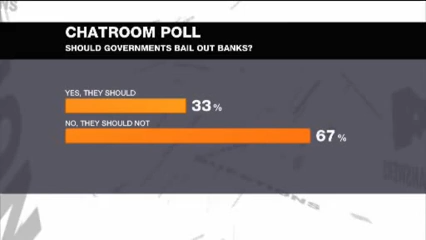 CHATROOM POLL
SHOULD GOVERNMENTS BAIL OUT BANKS?
YES, THEY SHOULD
33%
NO, THEY SHOULD NOT
67%